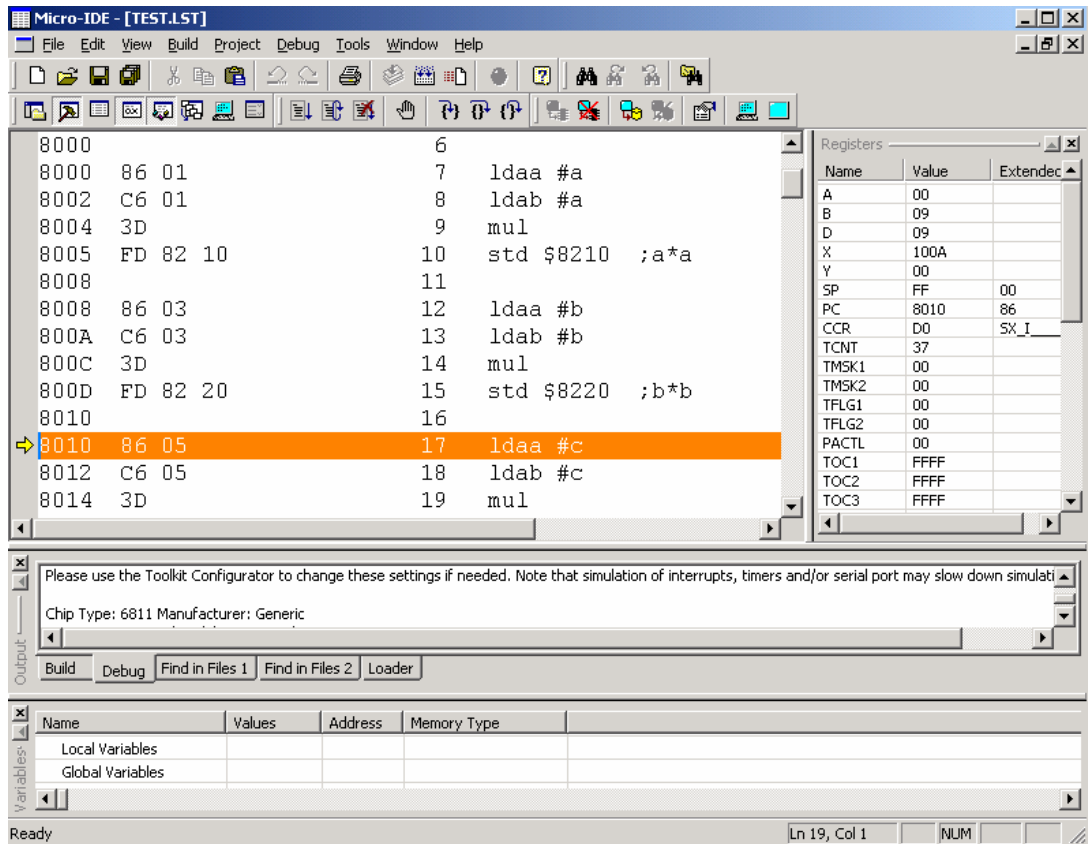 Micro-IDE - [TEST.LST]
File Edit View Build Project Debug Tools Window Help
8000 6
8000 86 01 7 ldaa #a
8002 C6 01 8 ldab #a
8004 3D 9 mul
8005 FD 82 10 10 std $8210 ;a*a
8008 11
8008 86 03 12 ldaa #b
800A C6 03 13 ldab #b
800C 3D 14 mul
800D FD 82 20 15 std $8220 ;b*b
8010 16
8010 86 05 17 ldaa #c
8012 C6 05 18 ldab #c
8014 3D 19 mul
Registers
Name Value Extended
A 00
B 09
D 09
X 100A
Y 00
SP FF 00
PC 8010 86
CCR D0 SX_I____
TCNT 37
TMSK1 00
TMSK2 00
TFLG1 00
TFLG2 00
PACTL 00
TOC1 FFFF
TOC2 FFFF
TOC3 FFFF
Output
Please use the Toolkit Configurator to change these settings if needed. Note that simulation of interrupts, timers and/or serial port may slow down simulati
Chip Type: 6811 Manufacturer: Generic
Build Debug Find in Files 1 Find in Files 2 Loader
Variables
Name Values Address Memory Type
Local Variables
Global Variables
Ready Ln 19, Col 1 NUM